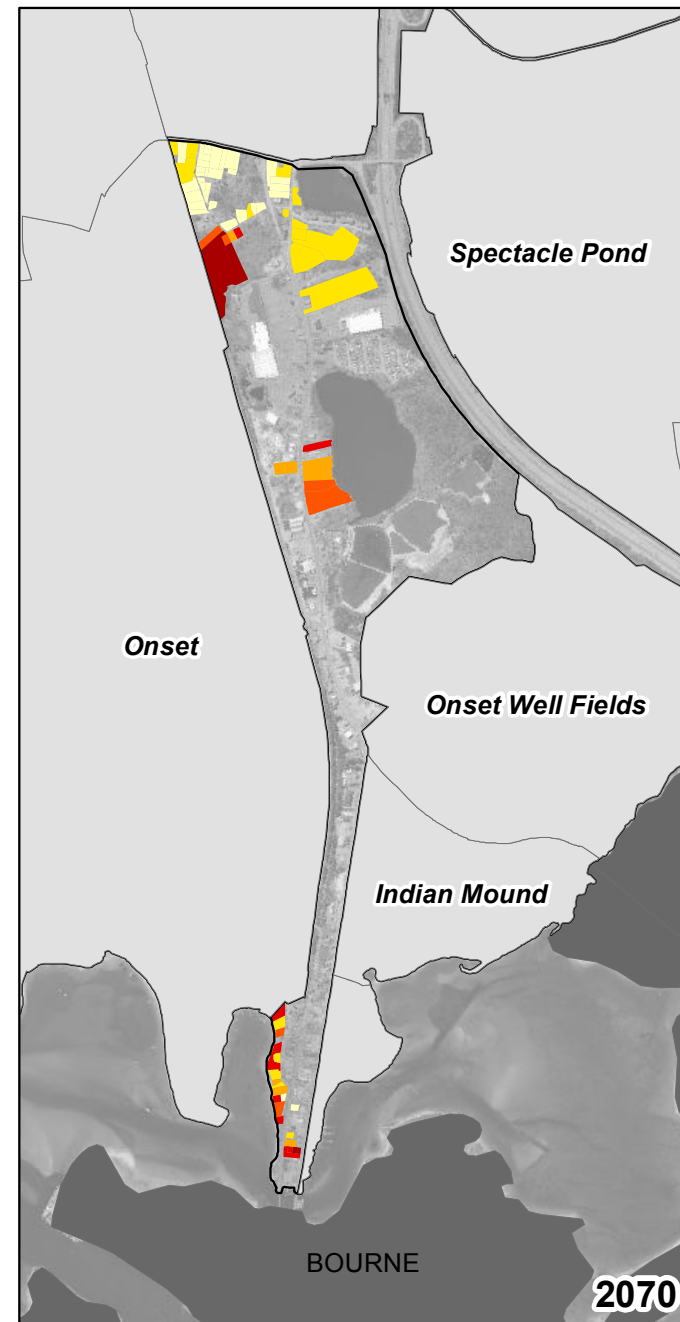 Spectacle Pond
Onset
Onset Well Fields
Indian Mound
BOURNE
2070